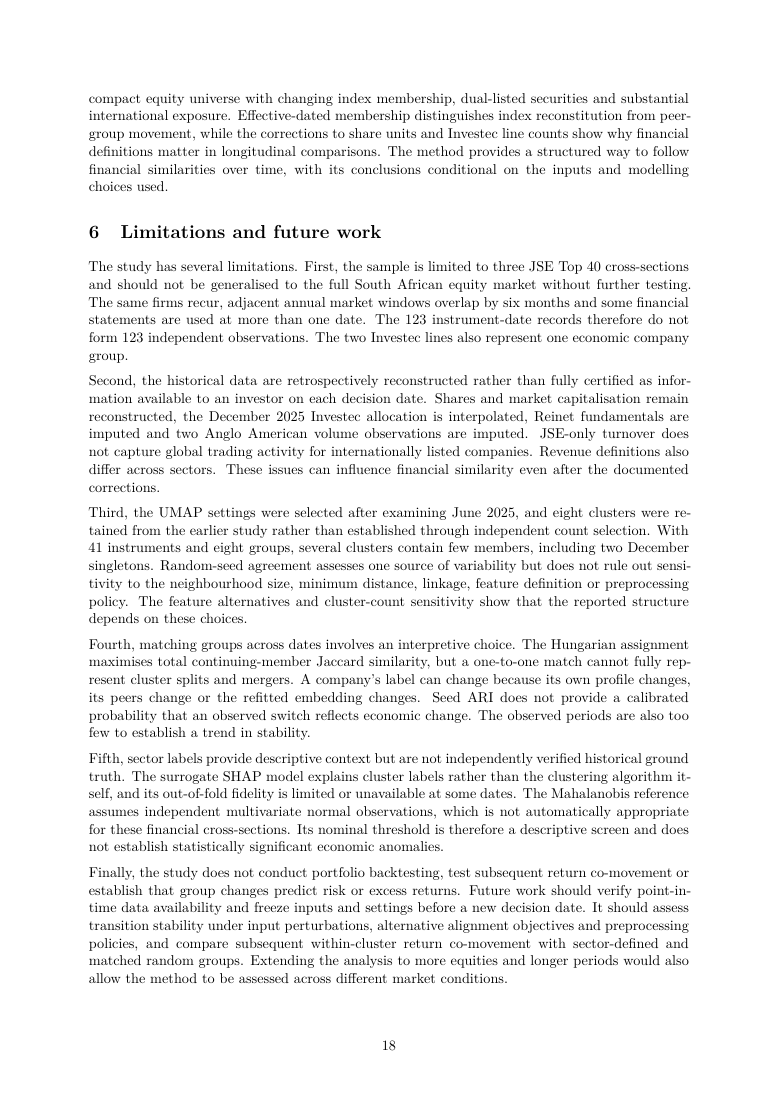 compact equity universe with changing index membership, dual-listed securities and substantial
international exposure. Effective-dated membership distinguishes index reconstitution from peer-
group movement, while the corrections to share units and Investec line counts show why financial
definitions matter in longitudinal comparisons. The method provides a structured way to follow
financial similarities over time, with its conclusions conditional on the inputs and modelling
choices used.
6 Limitations and future work
The study has several limitations. First, the sample is limited to three JSE Top 40 cross-sections
and should not be generalised to the full South African equity market without further testing.
The same firms recur, adjacent annual market windows overlap by six months and some financial
statements are used at more than one date. The 123 instrument-date records therefore do not
form 123 independent observations. The two Investec lines also represent one economic company
group.
Second, the historical data are retrospectively reconstructed rather than fully certified as infor-
mation available to an investor on each decision date. Shares and market capitalisation remain
reconstructed, the December 2025 Investec allocation is interpolated, Reinet fundamentals are
imputed and two Anglo American volume observations are imputed. JSE-only turnover does
not capture global trading activity for internationally listed companies. Revenue definitions also
differ across sectors. These issues can influence financial similarity even after the documented
corrections.
Third, the UMAP settings were selected after examining June 2025, and eight clusters were re-
tained from the earlier study rather than established through independent count selection. With
41 instruments and eight groups, several clusters contain few members, including two December
singletons. Random-seed agreement assesses one source of variability but does not rule out sensi-
tivity to the neighbourhood size, minimum distance, linkage, feature definition or preprocessing
policy. The feature alternatives and cluster-count sensitivity show that the reported structure
depends on these choices.
Fourth, matching groups across dates involves an interpretive choice. The Hungarian assignment
maximises total continuing-member Jaccard similarity, but a one-to-one match cannot fully rep-
resent cluster splits and mergers. A company's label can change because its own profile changes,
its peers change or the refitted embedding changes. Seed ARI does not provide a calibrated
probability that an observed switch reflects economic change. The observed periods are also too
few to establish a trend in stability.
Fifth, sector labels provide descriptive context but are not independently verified historical ground
truth. The surrogate SHAP model explains cluster labels rather than the clustering algorithm it-
self, and its out-of-fold fidelity is limited or unavailable at some dates. The Mahalanobis reference
assumes independent multivariate normal observations, which is not automatically appropriate
for these financial cross-sections. Its nominal threshold is therefore a descriptive screen and does
not establish statistically significant economic anomalies.
Finally, the study does not conduct portfolio backtesting, test subsequent return co-movement or
establish that group changes predict risk or excess returns. Future work should verify point-in-
time data availability and freeze inputs and settings before a new decision date. It should assess
transition stability under input perturbations, alternative alignment objectives and preprocessing
policies, and compare subsequent within-cluster return co-movement with sector-defined and
matched random groups. Extending the analysis to more equities and longer periods would also
allow the method to be assessed across different market conditions.
18